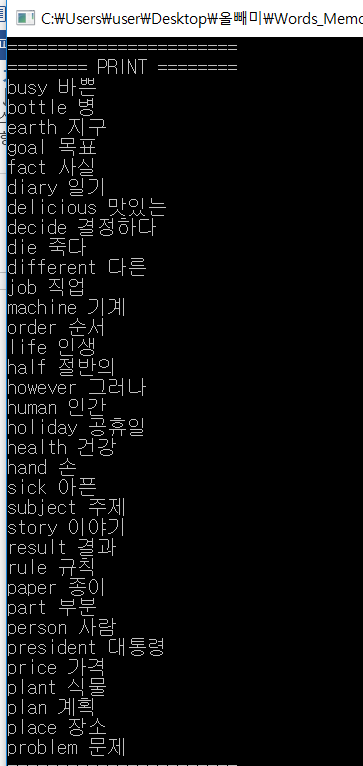 C:\Users\user\Desktop\올빼미\Words_Memo
========================
======== PRINT ========
busy 바쁜
bottle 병
earth 지구
goal 목표
fact 사실
diary 일기
delicious 맛있는
decide 결정하다
die 죽다
different 다른
job 직업
machine 기계
order 순서
life 인생
half 절반의
however 그러나
human 인간
holiday 공휴일
health 건강
hand 손
sick 아픈
subject 주제
story 이야기
result 결과
rule 규칙
paper 종이
part 부분
person 사람
president 대통령
price 가격
plant 식물
plan 계획
place 장소
problem 문제
========================